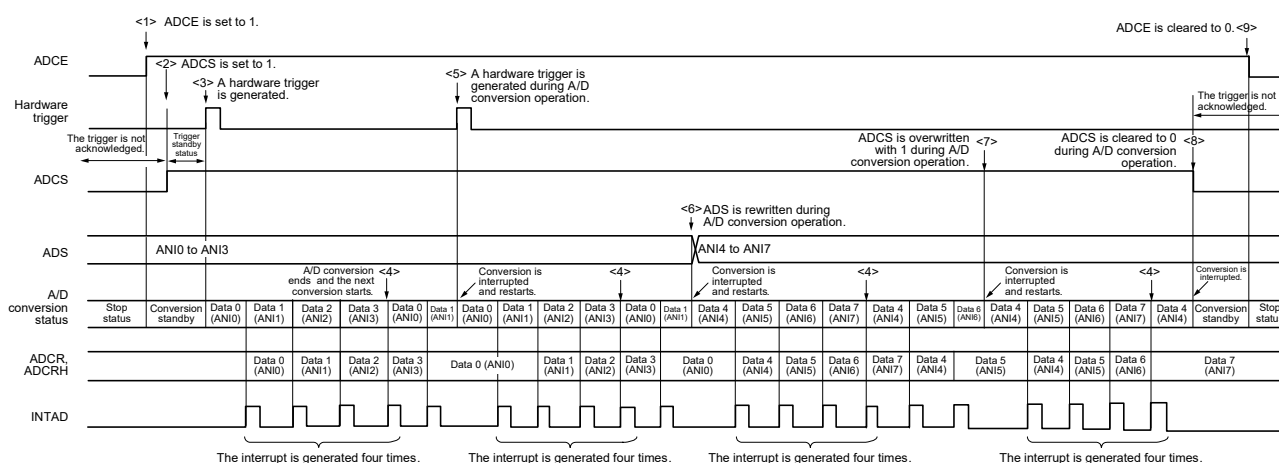 <1> ADCE is set to 1.
ADCE is cleared to 0. <9>
ADCE
<2> ADCS is set to 1.
<3> A hardware trigger
is generated.
<5> A hardware trigger is
generated during A/D
conversion operation.
The trigger is not
acknowledged.
Hardware
trigger
The trigger is not
acknowledged.
Trigger
standby
status
ADCS is overwritten <7>
with 1 during A/D
conversion operation.
ADCS is cleared to 0 <8>
during A/D conversion
operation.
ADCS
<6> ADS is rewritten during
A/D conversion operation.
ADS
ANI0 to ANI3
ANI4 to ANI7
A/D conversion <4>
ends and the next
conversion starts.
Conversion is
interrupted
and restarts.
<4>
Conversion is
interrupted
and restarts.
<4>
Conversion is
interrupted
and restarts.
<4>
Conversion is
interrupted.
A/D
conversion
status
Stop
status
Conversion
standby
Data 0
(ANI0)
Data 1
(ANI1)
Data 2
(ANI2)
Data 3
(ANI3)
Data 0
(ANI0)
Data 1
(ANI1)
Data 0
(ANI0)
Data 1
(ANI1)
Data 2
(ANI2)
Data 3
(ANI3)
Data 0
(ANI0)
Data 1
(ANI1)
Data 4
(ANI4)
Data 5
(ANI5)
Data 6
(ANI6)
Data 7
(ANI7)
Data 4
(ANI4)
Data 5
(ANI5)
Data 6
(ANI6)
Data 4
(ANI4)
Data 5
(ANI5)
Data 6
(ANI6)
Data 7
(ANI7)
Data 4
(ANI4)
Conversion
standby
Stop
status
ADCR,
ADCRH
Data 0
(ANI0)
Data 1
(ANI1)
Data 2
(ANI2)
Data 3
(ANI3)
Data 0 (ANI0)
Data 1
(ANI1)
Data 2
(ANI2)
Data 3
(ANI3)
Data 0
(ANI0)
Data 4
(ANI4)
Data 5
(ANI5)
Data 6
(ANI6)
Data 7
(ANI7)
Data 4
(ANI4)
Data 5
(ANI5)
Data 4
(ANI4)
Data 5
(ANI5)
Data 6
(ANI6)
Data 7
(ANI7)
INTAD
The interrupt is generated four times.
The interrupt is generated four times.
The interrupt is generated four times.
The interrupt is generated four times.